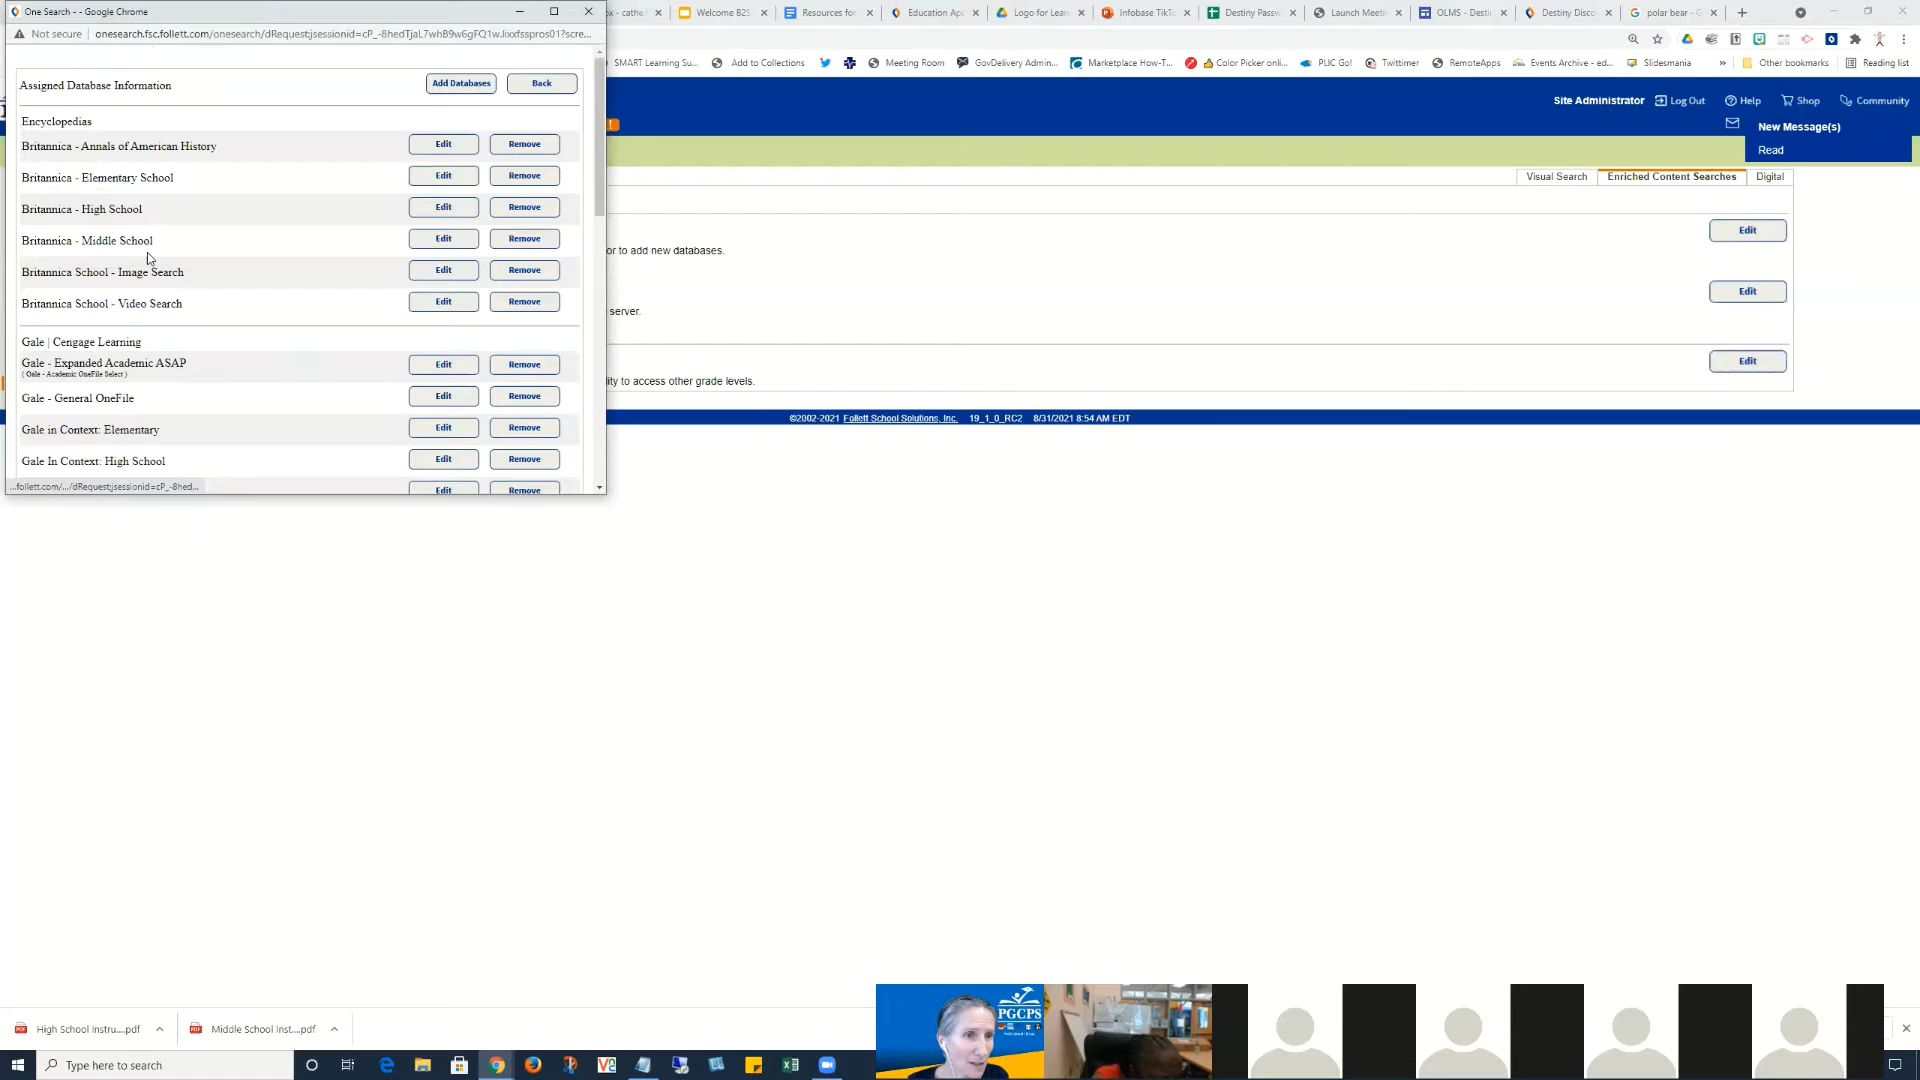 One Search - - Google Chrome
Not secure onesearch.fsc.follett.com/onesearch/dRequest;jsessionid=cP_-8hedTjaL7whB9w6gFQ1w.lixxfsspros01?scre...
Welcome B2S
Resources for
Education Ap
Logo for Lear
Infobase TikTo
Destiny Passw
Launch Meeti
OLMS - Desti
Destiny Disco
polar bear - G
SMART Learning Su...
Add to Collections
Meeting Room
GovDelivery Admin...
Marketplace How-T...
Color Picker onli...
PLIC Go!
Twittimer
RemoteApps
Events Archive - ed...
Slidesmania
Other bookmarks
Reading list
Site Administrator Log Out Help Shop Community
New Message(s)
Read
Visual Search Enriched Content Searches Digital
Assigned Database Information Add Databases Back
Encyclopedias
Britannica - Annals of American History Edit Remove
Britannica - Elementary School Edit Remove
Britannica - High School Edit Remove
Britannica - Middle School Edit Remove
Britannica School - Image Search Edit Remove
Britannica School - Video Search Edit Remove
Gale | Cengage Learning
Gale - Expanded Academic ASAP Edit Remove
( Gale - Academic OneFile Select )
Gale - General OneFile Edit Remove
Gale in Context: Elementary Edit Remove
Gale In Context: High School Edit Remove
Edit Remove
...follett.com/.../dRequest;jsessionid=cP_-8hed...
Edit
or to add new databases.
Edit
server.
Edit
ity to access other grade levels.
©2002-2021 Follett School Solutions, Inc. 19_1_0_RC2 8/31/2021 8:54 AM EDT
PGCPS
High School Instru....pdf
Middle School Inst....pdf
Type here to search